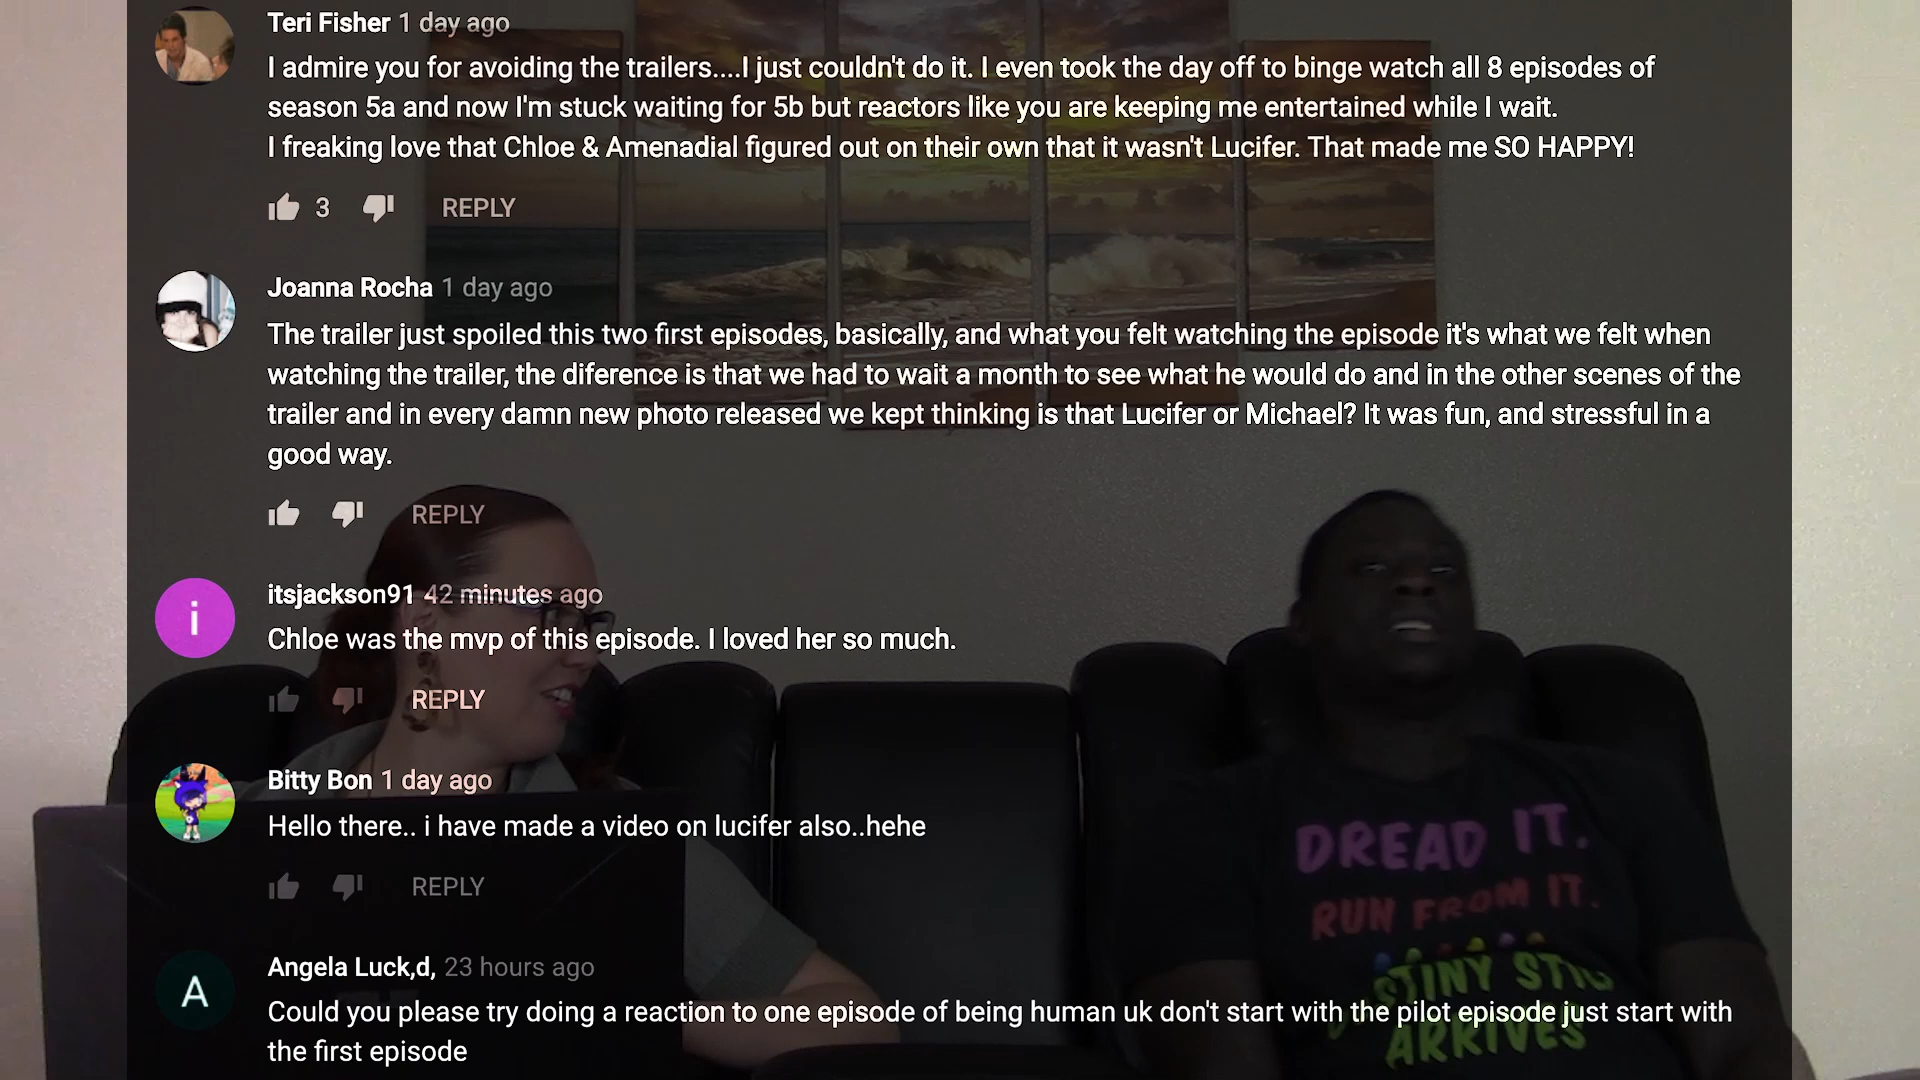 Teri Fisher 1 day ago
I admire you for avoiding the trailers....I just couldn't do it. I even took the day off to binge watch all 8 episodes of
season 5a and now I'm stuck waiting for 5b but reactors like you are keeping me entertained while I wait.
I freaking love that Chloe & Amenadial figured out on their own that it wasn't Lucifer. That made me SO HAPPY!
3 REPLY
Joanna Rocha 1 day ago
The trailer just spoiled this two first episodes, basically, and what you felt watching the episode it's what we felt when
watching the trailer, the diference is that we had to wait a month to see what he would do and in the other scenes of the
trailer and in every damn new photo released we kept thinking is that Lucifer or Michael? It was fun, and stressful in a
good way.
REPLY
i
itsjackson91 42 minutes ago
Chloe was the mvp of this episode. I loved her so much.
REPLY
Bitty Bon 1 day ago
Hello there.. i have made a video on lucifer also..hehe
REPLY
A
Angela Luck,d, 23 hours ago
Could you please try doing a reaction to one episode of being human uk don't start with the pilot episode just start with
the first episode
DREAD IT.
RUN FROM IT.
ARRIVES